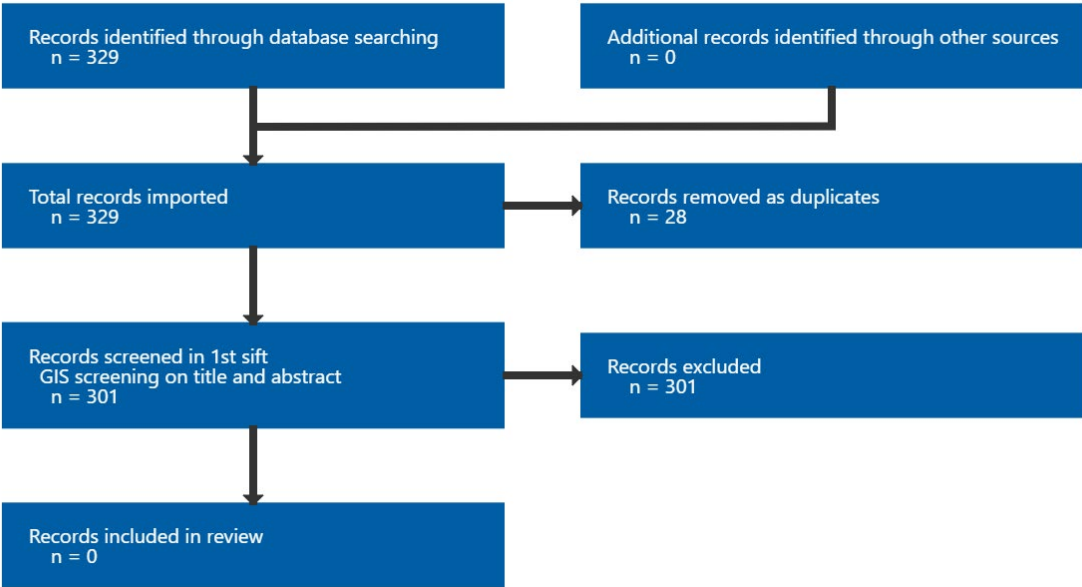 Records identified through database searching
n = 329
Additional records identified through other sources
n = 0
Total records imported
n = 329
Records removed as duplicates
n = 28
Records screened in 1st sift
GIS screening on title and abstract
n = 301
Records excluded
n = 301
Records included in review
n = 0